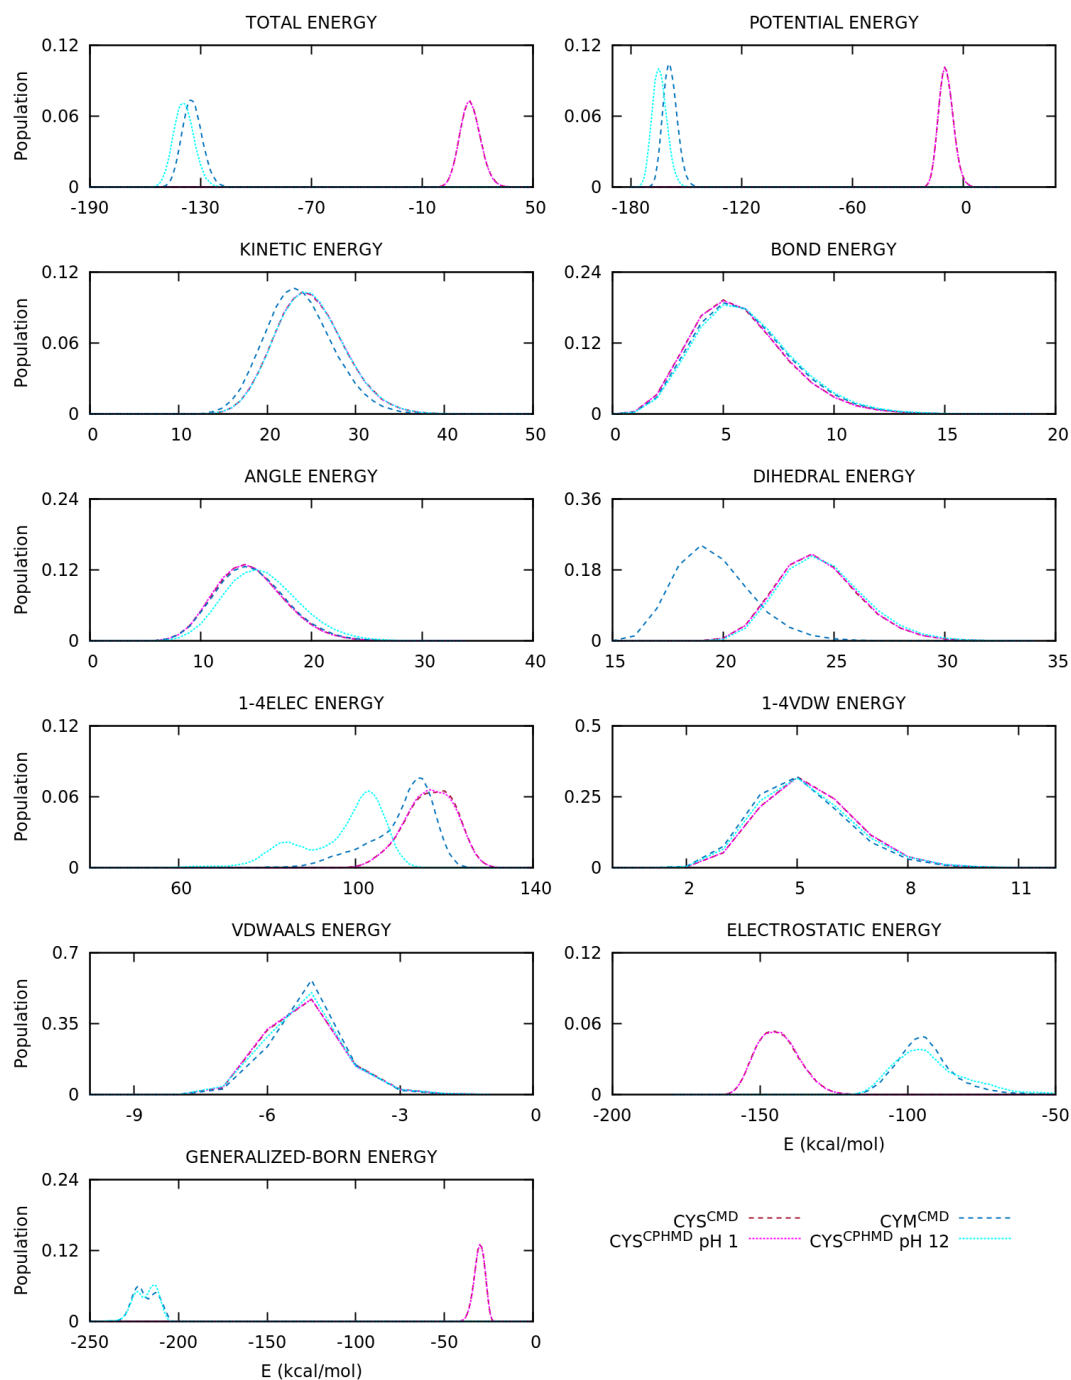 TOTAL ENERGY
POTENTIAL ENERGY
0.12
0.06
0
Population
-190 -130 -70 -10 50
0.12
0.06
0
-180 -120 -60 0
KINETIC ENERGY
BOND ENERGY
0.12
0.06
0
Population
0 10 20 30 40 50
0.24
0.12
0
0 5 10 15 20
ANGLE ENERGY
DIHEDRAL ENERGY
0.24
0.12
0
Population
0 10 20 30 40
0.36
0.18
0
15 20 25 30 35
1-4ELEC ENERGY
1-4VDW ENERGY
0.12
0.06
0
Population
60 100 140
0.5
0.25
0
2 5 8 11
VDWAALS ENERGY
ELECTROSTATIC ENERGY
0.7
0.35
0
Population
-9 -6 -3 0
0.12
0.06
0
-200 -150 -100 -50
E (kcal/mol)
GENERALIZED-BORN ENERGY
0.24
0.12
0
Population
-250 -200 -150 -100 -50 0
E (kcal/mol)
CYS^CMD CYM^CMD
CYS^CPHMD pH 1 CYS^CPHMD pH 12